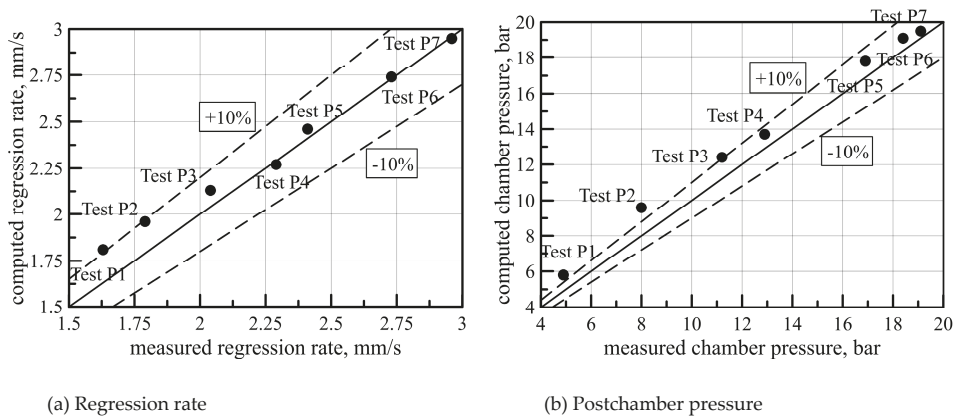 3
2.75
2.5
2.25
2
1.75
1.5
computed regression rate, mm/s
Test P7
Test P6
Test P5
+10%
Test P3
Test P4
-10%
Test P2
Test P1
1.5 1.75 2 2.25 2.5 2.75 3
measured regression rate, mm/s
(a) Regression rate
20
18
16
14
12
10
8
6
4
computed chamber pressure, bar
Test P7
Test P6
+10%
Test P5
Test P4
Test P3
-10%
Test P2
Test P1
4 6 8 10 12 14 16 18 20
measured chamber pressure, bar
(b) Postchamber pressure